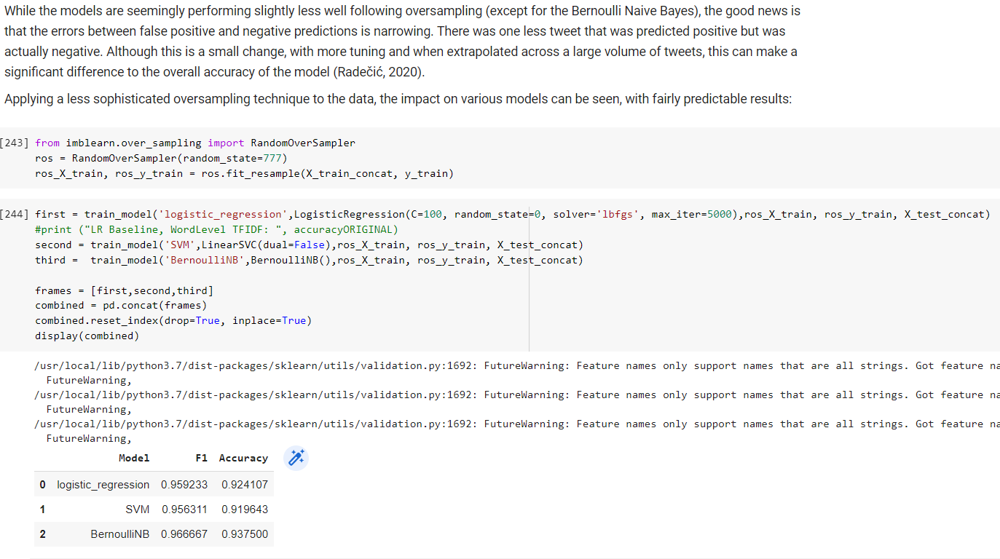 While the models are seemingly performing slightly less well following oversampling (except for the Bernoulli Naive Bayes), the good news is
that the errors between false positive and negative predictions is narrowing. There was one less tweet that was predicted positive but was
actually negative. Although this is a small change, with more tuning and when extrapolated across a large volume of tweets, this can make a
significant difference to the overall accuracy of the model (Radečić, 2020).
Applying a less sophisticated oversampling technique to the data, the impact on various models can be seen, with fairly predictable results:
[243] from imblearn.over_sampling import RandomOverSampler
ros = RandomOverSampler(random_state=777)
ros_X_train, ros_y_train = ros.fit_resample(X_train_concat, y_train)
[244] first = train_model('logistic_regression',LogisticRegression(C=100, random_state=0, solver='lbfgs', max_iter=5000),ros_X_train, ros_y_train, X_test_concat)
#print ("LR Baseline, WordLevel TFIDF: ", accuracyORIGINAL)
second = train_model('SVM',LinearSVC(dual=False),ros_X_train, ros_y_train, X_test_concat)
third =  train_model('BernoulliNB',BernoulliNB(),ros_X_train, ros_y_train, X_test_concat)
frames = [first,second,third]
combined = pd.concat(frames)
combined.reset_index(drop=True, inplace=True)
display(combined)
/usr/local/lib/python3.7/dist-packages/sklearn/utils/validation.py:1692: FutureWarning: Feature names only support names that are all strings. Got feature na
FutureWarning,
/usr/local/lib/python3.7/dist-packages/sklearn/utils/validation.py:1692: FutureWarning: Feature names only support names that are all strings. Got feature na
FutureWarning,
/usr/local/lib/python3.7/dist-packages/sklearn/utils/validation.py:1692: FutureWarning: Feature names only support names that are all strings. Got feature na
FutureWarning,
Model F1 Accuracy
0 logistic_regression 0.959233 0.924107
1 SVM 0.956311 0.919643
2 BernoulliNB 0.966667 0.937500